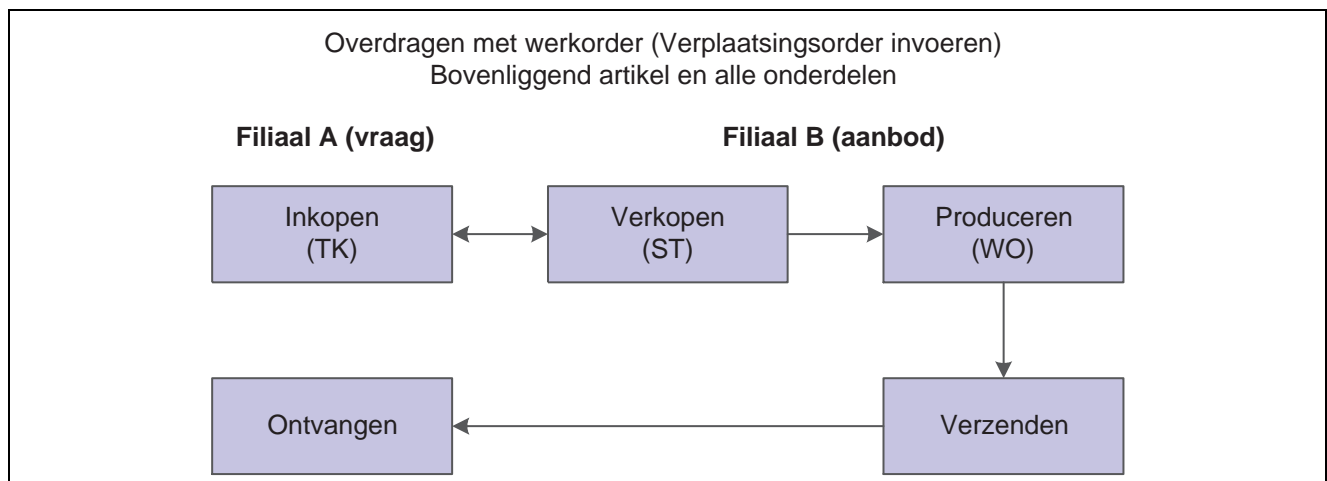 Overdragen met werkorder (Verplaatsingsorder invoeren)
Bovenliggend artikel en alle onderdelen
Filiaal A (vraag)
Filiaal B (aanbod)
Inkopen
(TK)
Verkopen
(ST)
Produceren
(WO)
Ontvangen
Verzenden